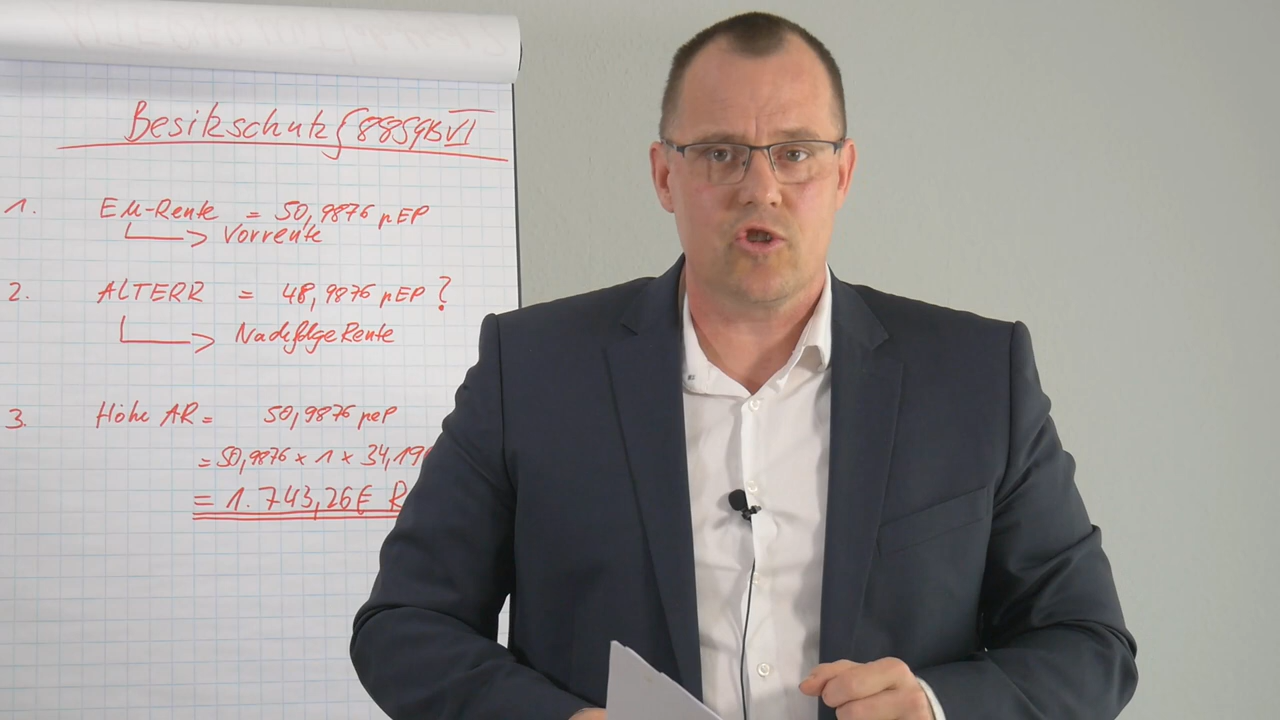 Besitzschutz § 88 SGB VI
1. EM-Rente = 50,9876 pEP
Vorrente
2. ALTERR = 48,9876 pEP ?
Nachfolge Rente
3. Höhe AR = 50,9876 peP
= 50,9876 x 1 x 34,19
= 1.743,26€ R